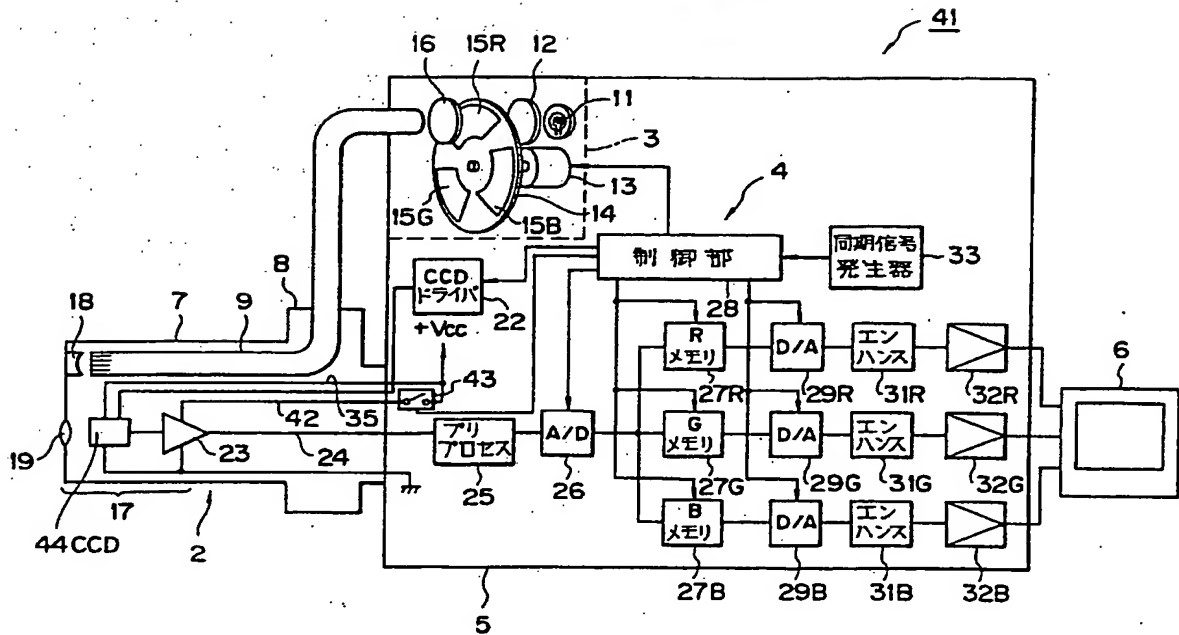 41
16
15R
12
11
3
4
13
15G
15B
14
制御部
28
同期信号
発生器
33
8
CCD
ドライバ
22
+Vcc
7
9
18
43
42
35
R
メモリ
27R
D/A
29R
エン
ハンス
31R
32R
6
19
23
24
プリ
プロセス
25
A/D
26
G
メモリ
27G
D/A
29G
エン
ハンス
31G
32G
17
2
44CCD
B
メモリ
27B
D/A
29B
エン
ハンス
31B
32B
5